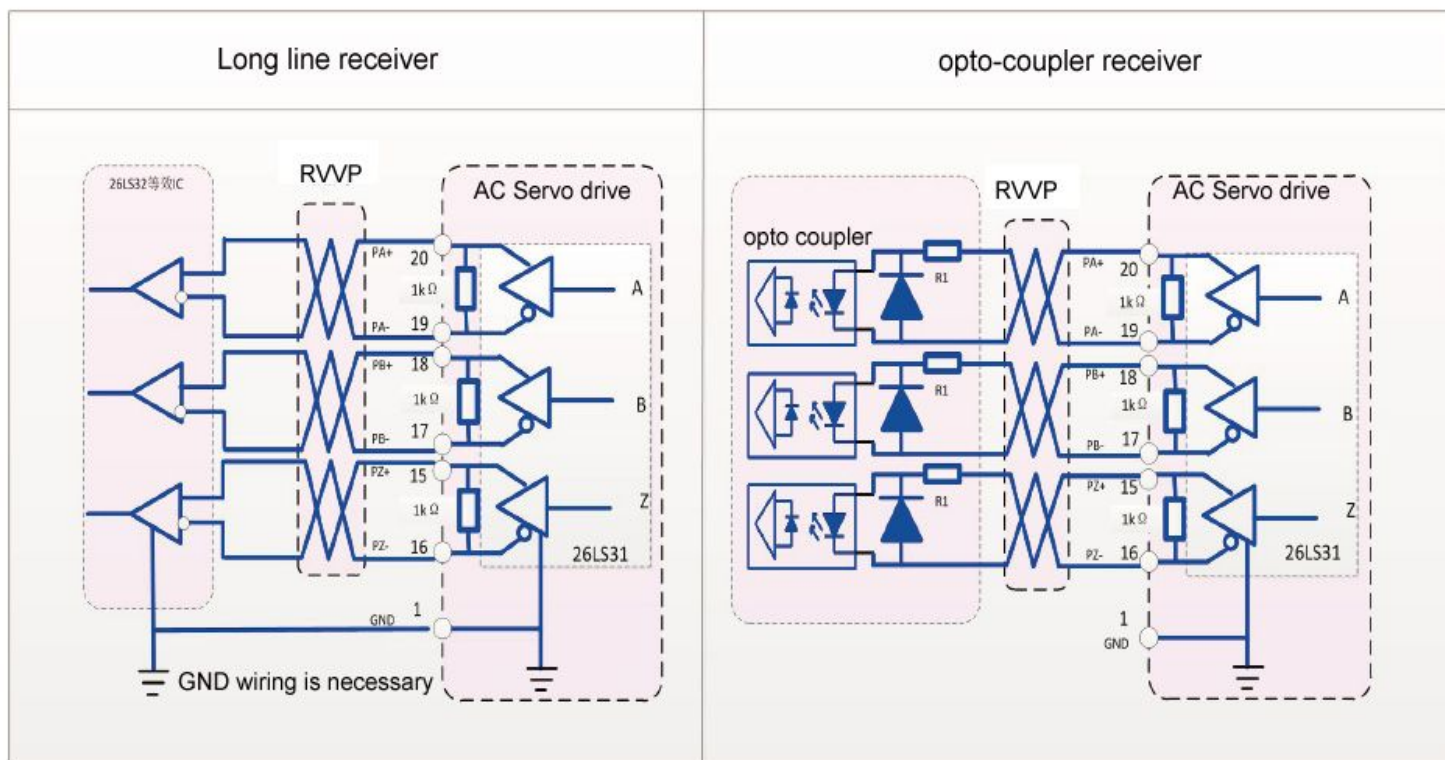 Long line receiver
opto-coupler receiver
26LS32等效IC
RVVP
AC Servo drive
PA+
20
1kΩ
PA-
19
A
PB+
18
1kΩ
PB-
17
B
PZ+
15
1kΩ
PZ-
16
Z
26LS31
GND
1
GND wiring is necessary
opto coupler
RVVP
AC Servo drive
R1
PA+
20
1kΩ
PA-
19
A
R1
PB+
18
1kΩ
PB-
17
B
R1
PZ+
15
1kΩ
PZ-
16
Z
26LS31
1
GND